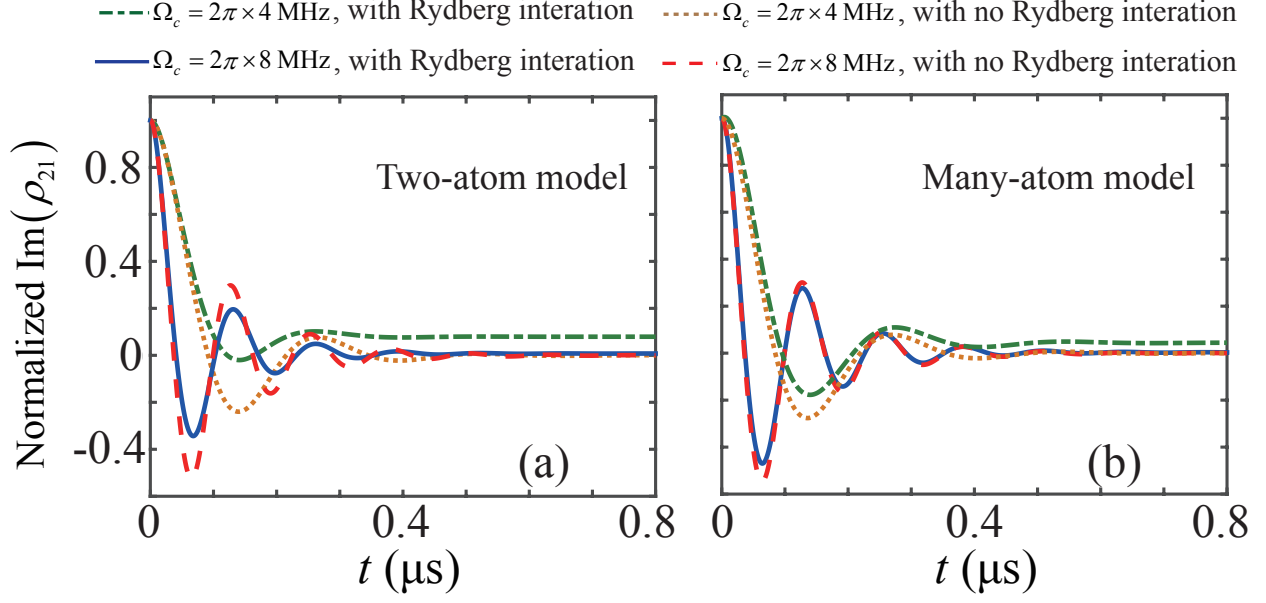 Ω_c = 2π × 4 MHz, with Rydberg interation
Ω_c = 2π × 4 MHz, with no Rydberg interation
Ω_c = 2π × 8 MHz, with Rydberg interation
Ω_c = 2π × 8 MHz, with no Rydberg interation
Normalized Im(ρ_21)
0.8
0.4
0
-0.4
Two-atom model
(a)
0
0.4
0.8
t (μs)
Many-atom model
(b)
0
0.4
0.8
t (μs)